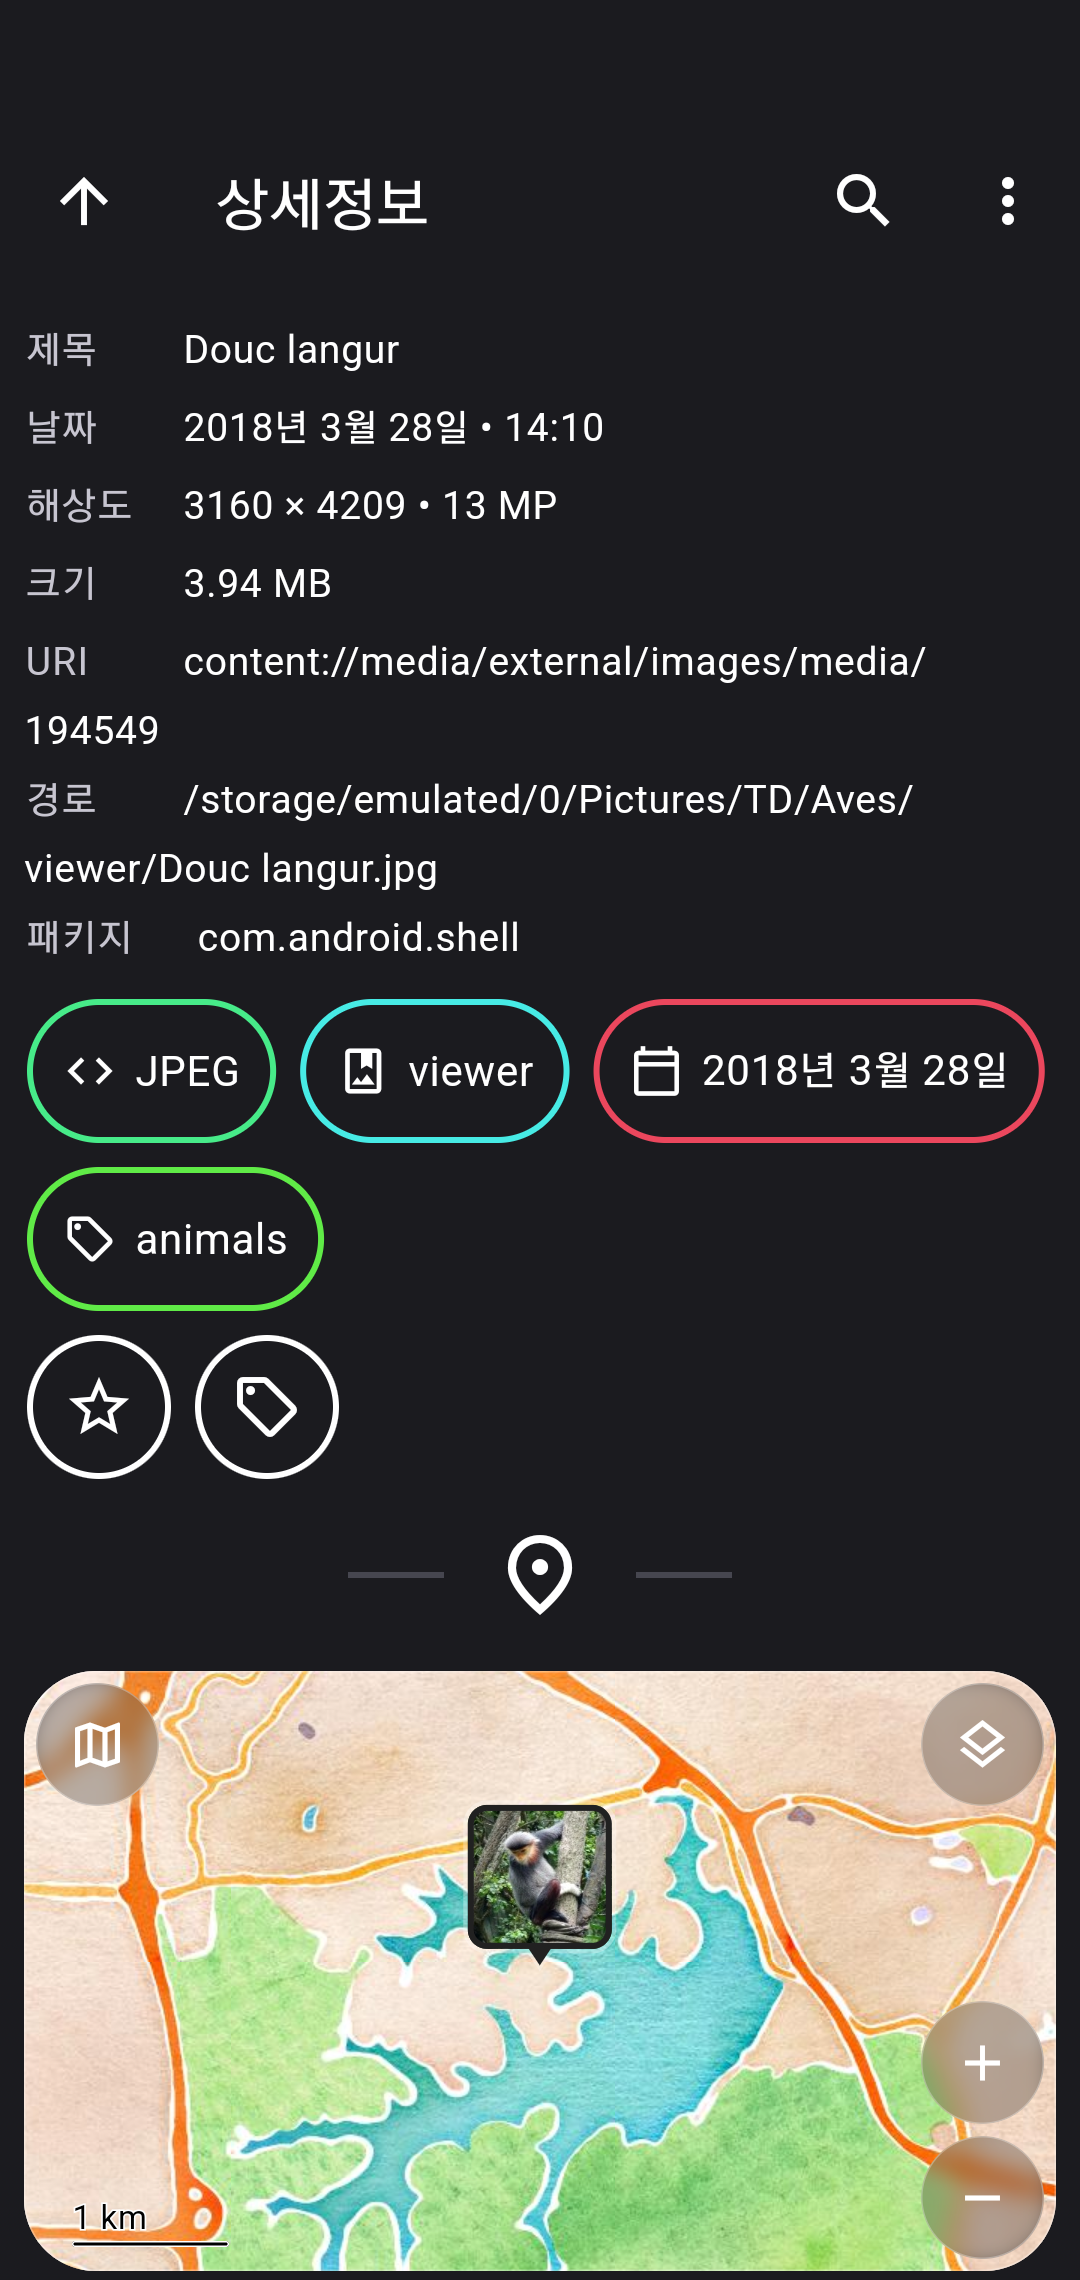 상세정보
제목 Douc langur
날짜 2018년 3월 28일 • 14:10
해상도 3160 × 4209 • 13 MP
크기 3.94 MB
URI content://media/external/images/media/
194549
경로 /storage/emulated/0/Pictures/TD/Aves/
viewer/Douc langur.jpg
패키지 com.android.shell
JPEG viewer 2018년 3월 28일
animals
1 km